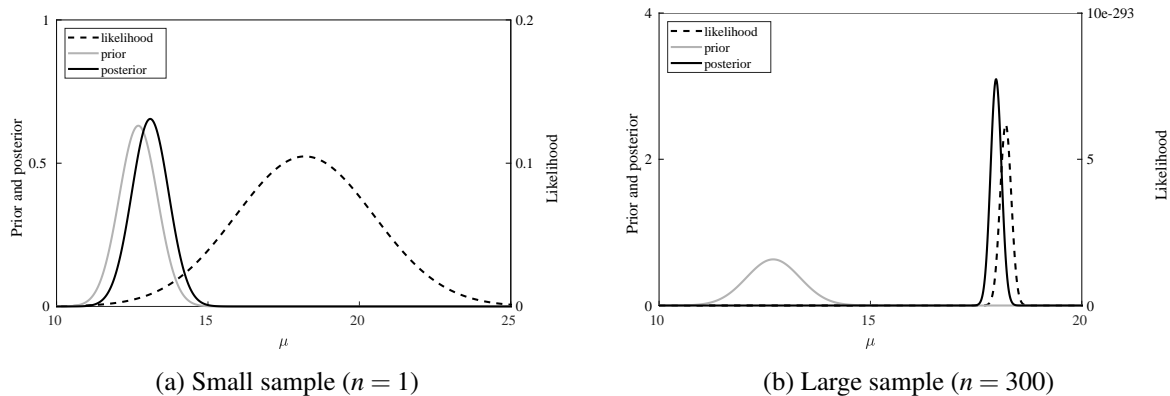 1
0.5
0
Prior and posterior
likelihood
prior
posterior
0.2
0.1
0
Likelihood
10
15
20
25
μ
(a) Small sample (n = 1)
4
2
0
Prior and posterior
likelihood
prior
posterior
10e-293
5
0
Likelihood
10
15
20
μ
(b) Large sample (n = 300)